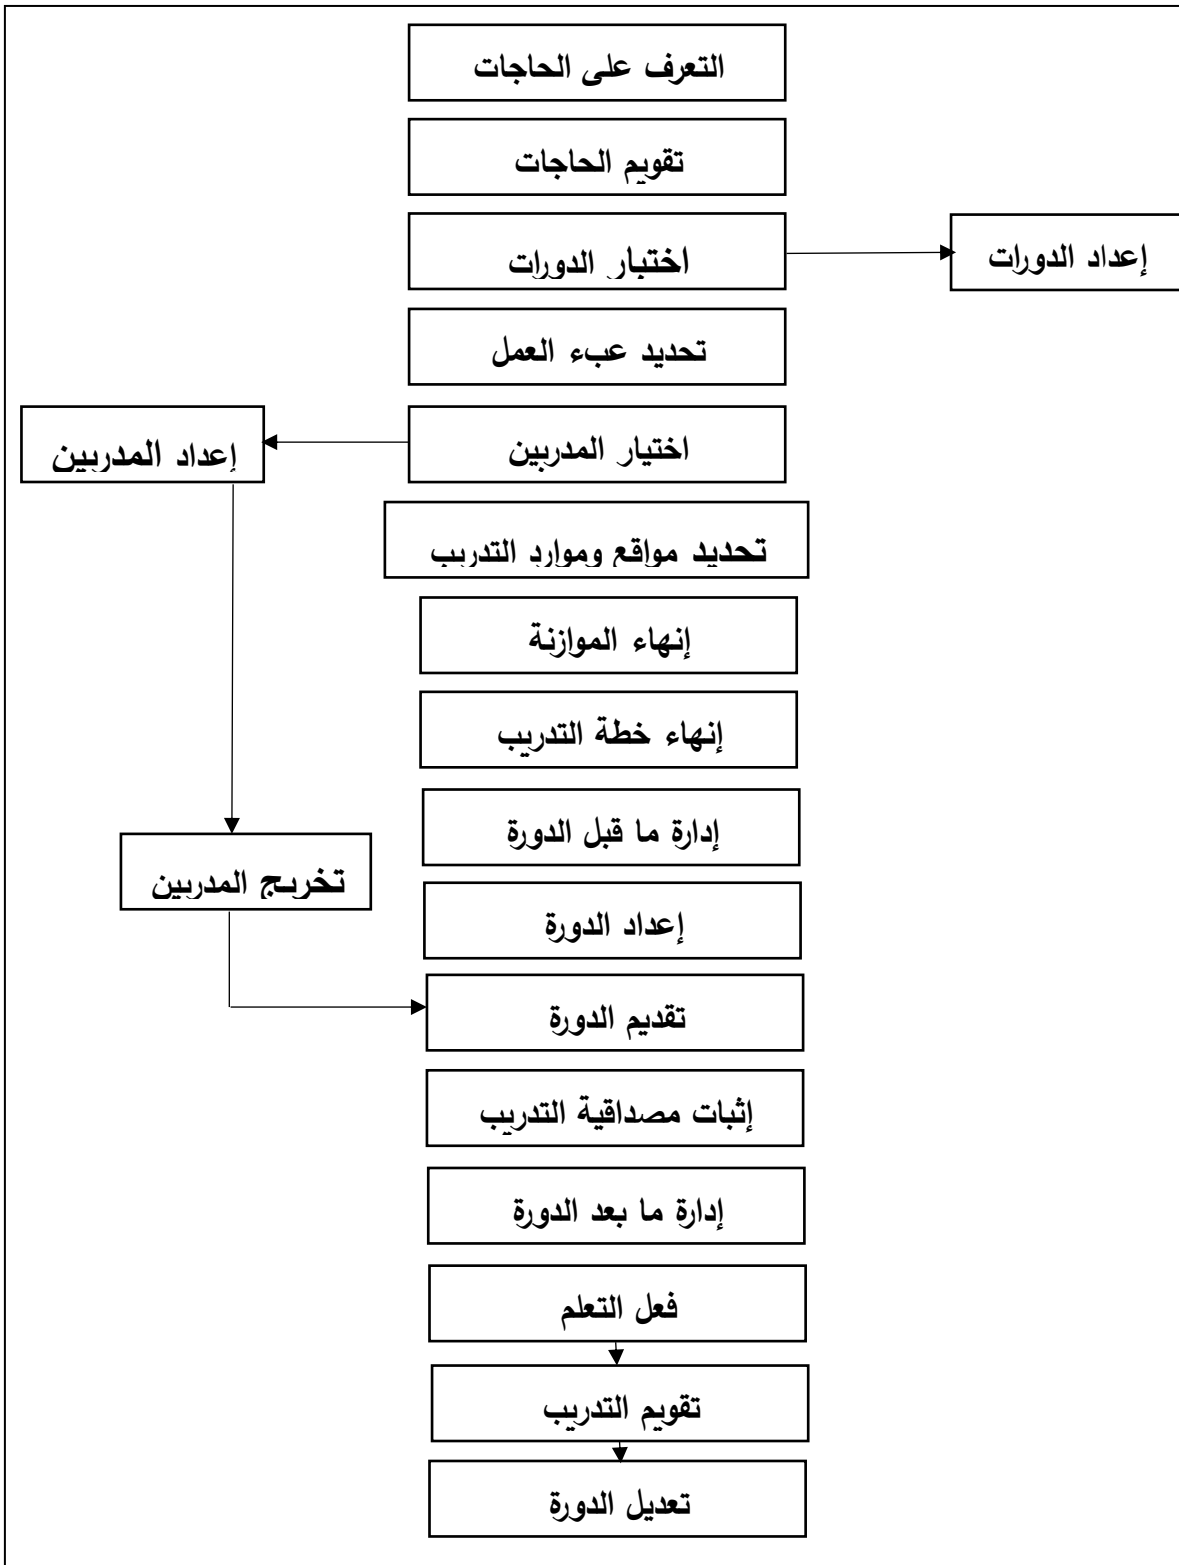 التعرف على الحاجات
تقويم الحاجات
اختبار الدورات
إعداد الدورات
تحديد عبء العمل
اختيار المدربين
إعداد المدربين
تحديد مواقع وموارد التدريب
إنهاء الموازنة
إنهاء خطة التدريب
إدارة ما قبل الدورة
تخريج المدربين
إعداد الدورة
تقديم الدورة
إثبات مصداقية التدريب
إدارة ما بعد الدورة
فعل التعلم
تقويم التدريب
تعديل الدورة